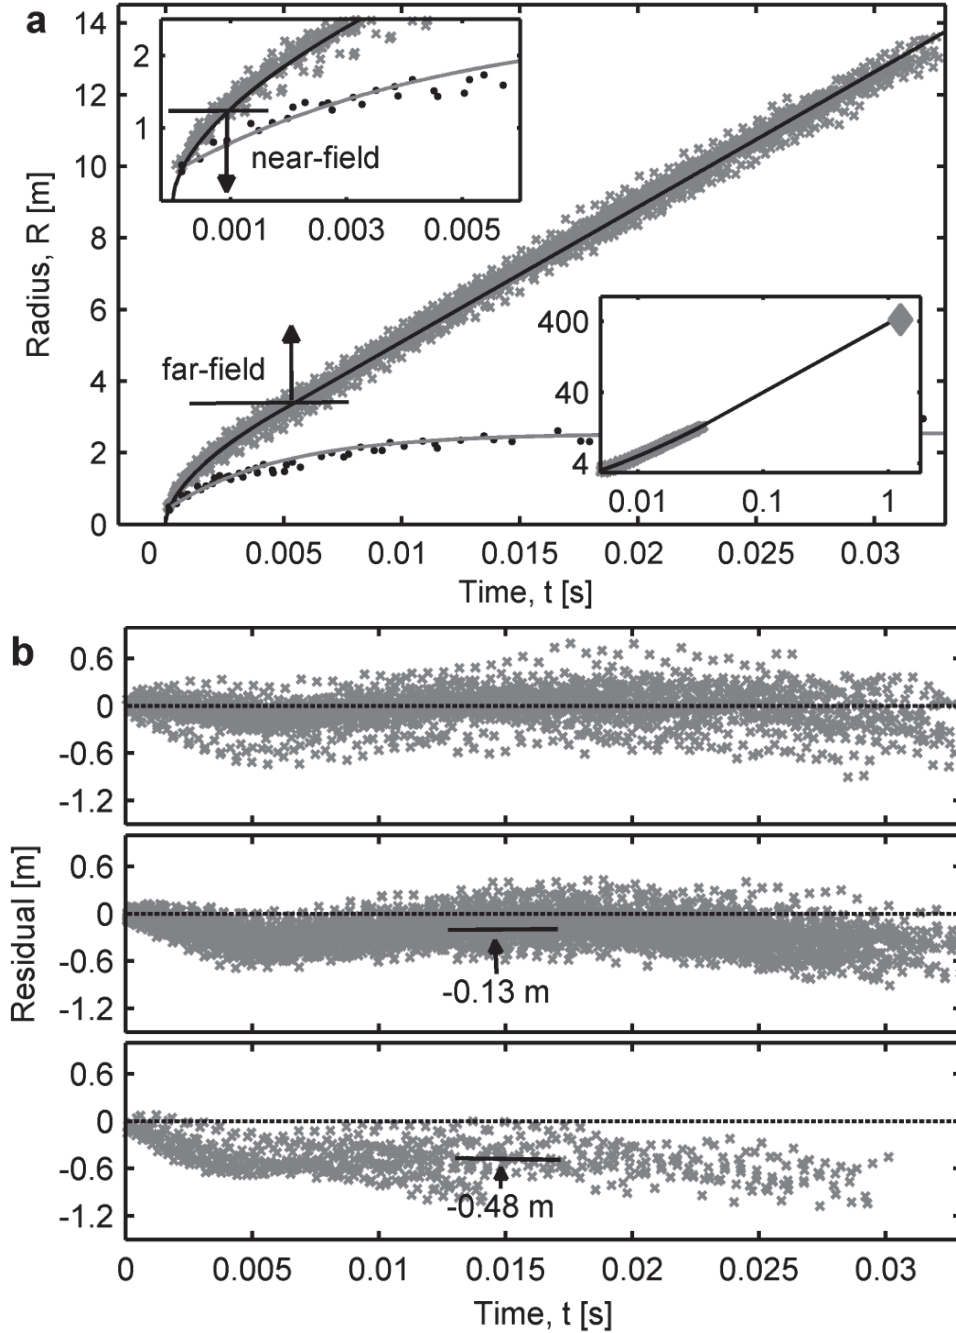 a
14
12
10
8
6
4
2
0
Radius, R [m]
2
1
near-field
0.001 0.003 0.005
far-field
400
40
4
0.01 0.1 1
0 0.005 0.01 0.015 0.02 0.025 0.03
Time, t [s]
b
0.6
0
-0.6
-1.2
Residual [m]
0.6
0
-0.6
-1.2
-0.13 m
0.6
0
-0.6
-1.2
-0.48 m
0 0.005 0.01 0.015 0.02 0.025 0.03
Time, t [s]